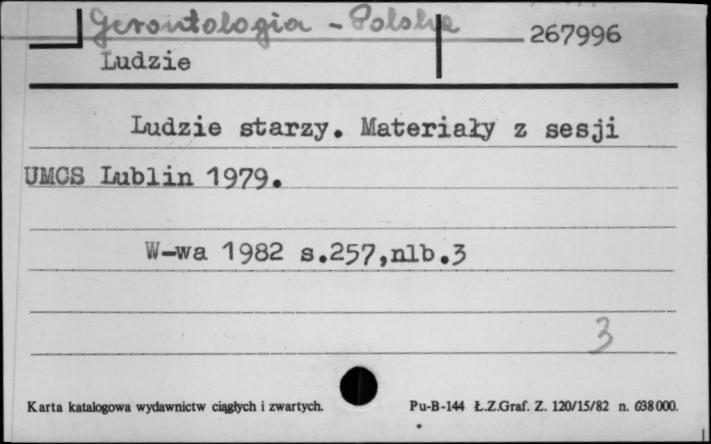 Gerontologia - Polska
267996
Ludzie
Ludzie starzy. Materiały z sesji
UMCS Lublin 1979.
W-wa 1982 s.257,nlb.3
3
Karta katalogowa wydawnictw ciągłych i zwartych. Pu-B-144 Ł.Z.Graf. Z. 120/15/82 n. 638000.